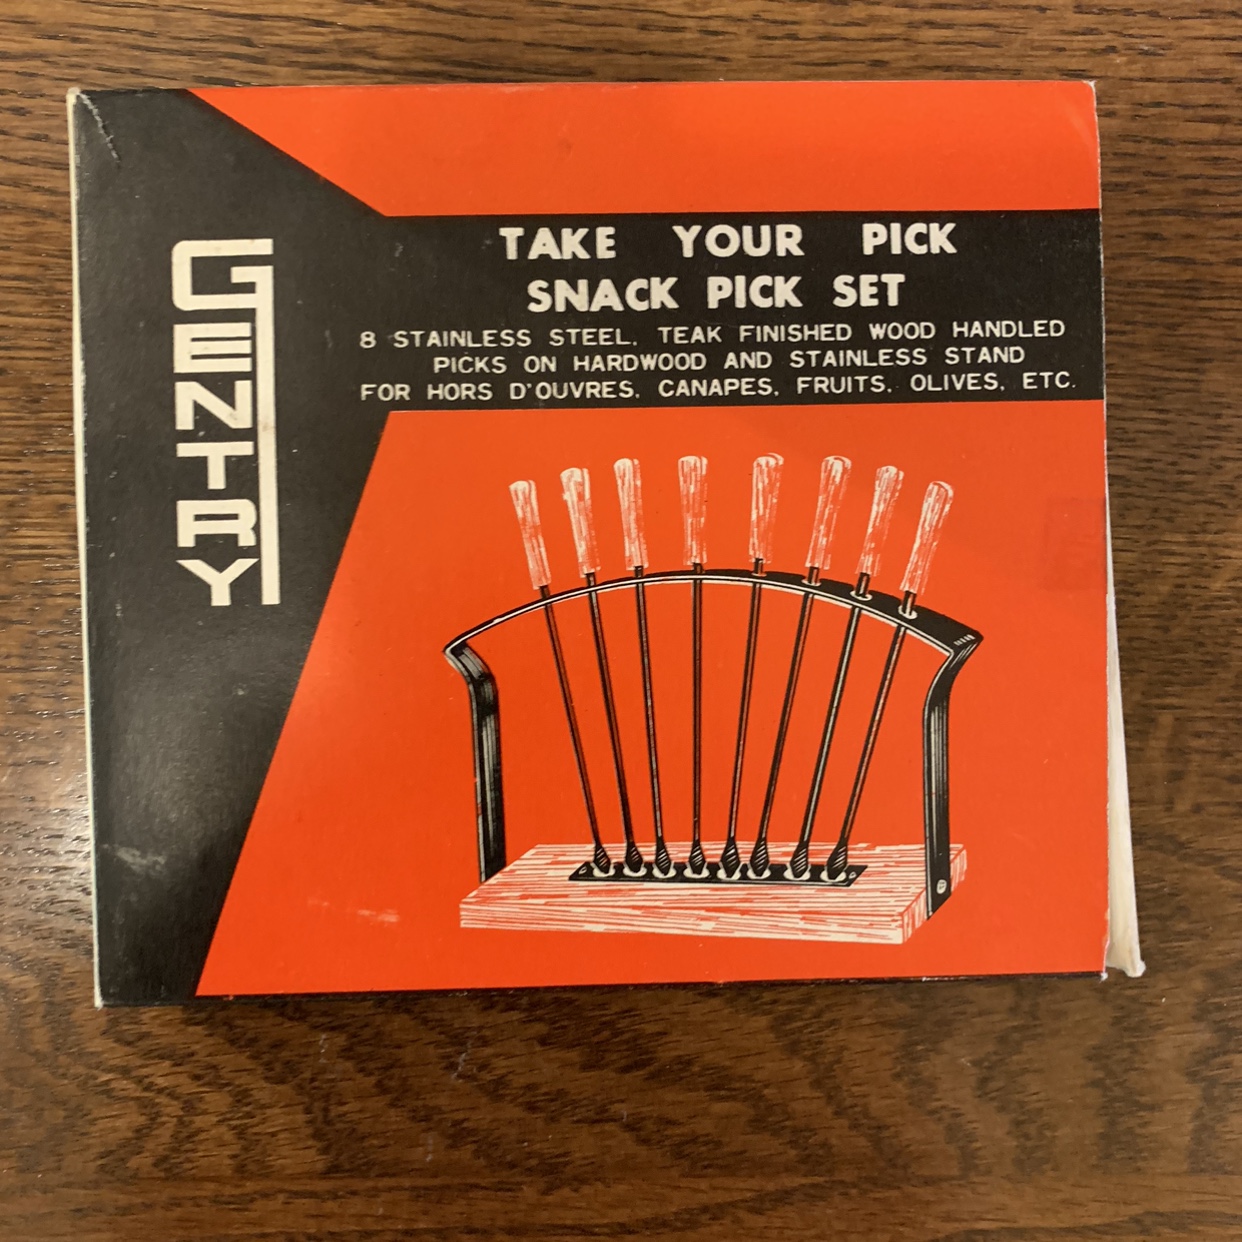 GENTRY
TAKE YOUR PICK
SNACK PICK SET
8 STAINLESS STEEL, TEAK FINISHED WOOD HANDLED
PICKS ON HARDWOOD AND STAINLESS STAND
FOR HORS D'OUVRES, CANAPES, FRUITS, OLIVES, ETC.